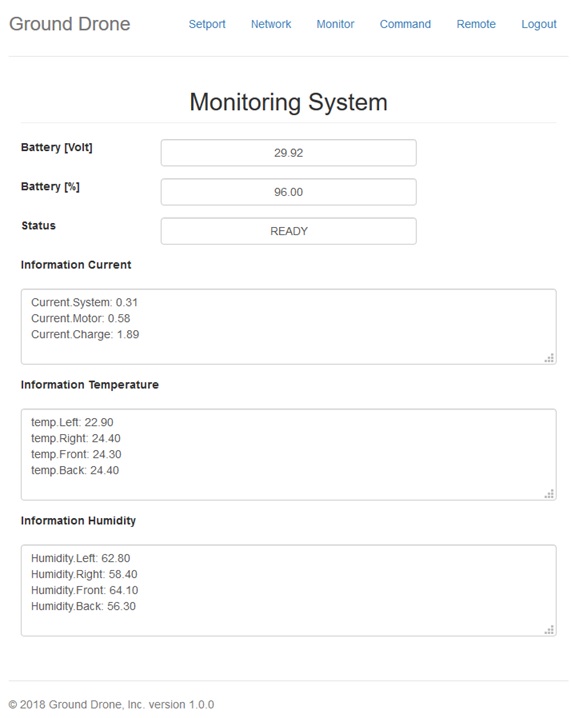 Ground Drone Setport Network Monitor Command Remote Logout
Monitoring System
Battery [Volt] 29.92
Battery [%] 96.00
Status READY
Information Current
Current.System: 0.31
Current.Motor: 0.58
Current.Charge: 1.89
Information Temperature
temp.Left: 22.90
temp.Right: 24.40
temp.Front: 24.30
temp.Back: 24.40
Information Humidity
Humidity.Left: 62.80
Humidity.Right: 58.40
Humidity.Front: 64.10
Humidity.Back: 56.30
© 2018 Ground Drone, Inc. version 1.0.0